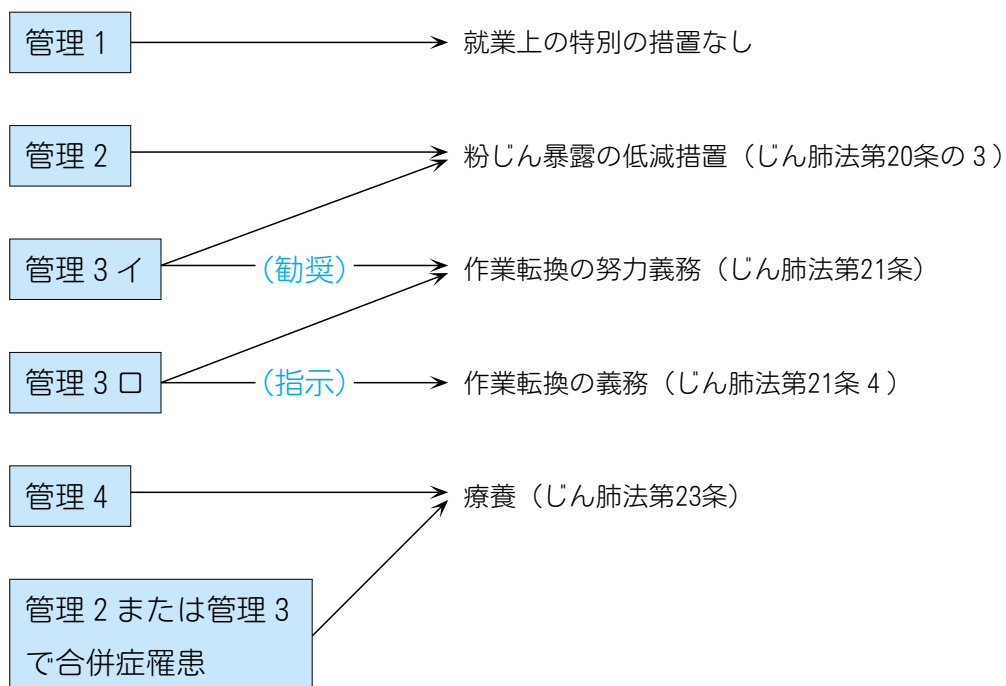 管理1
就業上の特別の措置なし
管理2
粉じん暴露の低減措置（じん肺法第20条の3）
管理3イ
（勧奨）
作業転換の努力義務（じん肺法第21条）
管理3ロ
（指示）
作業転換の義務（じん肺法第21条4）
管理4
療養（じん肺法第23条）
管理2または管理3
で合併症罹患